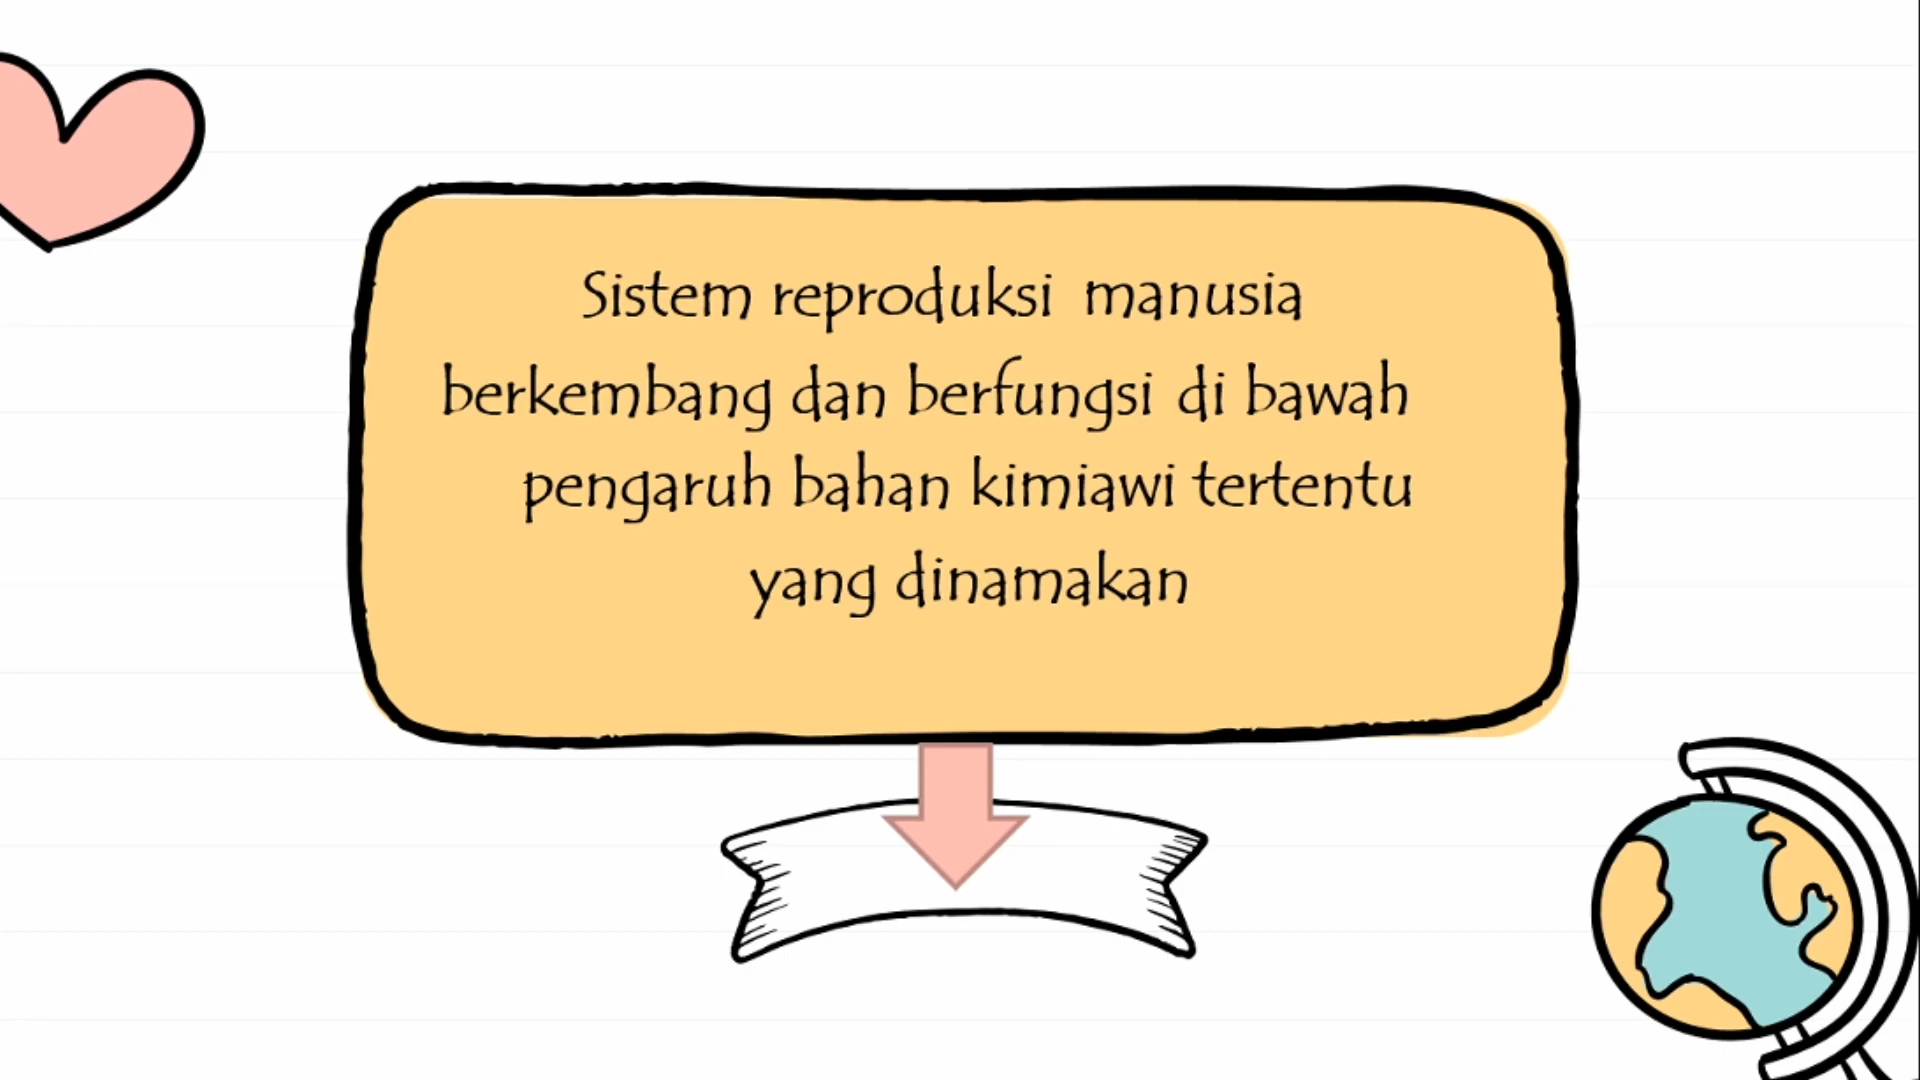 Sistem reproduksi manusia
berkembang dan berfungsi di bawah
pengaruh bahan kimiawi tertentu
yang dinamakan